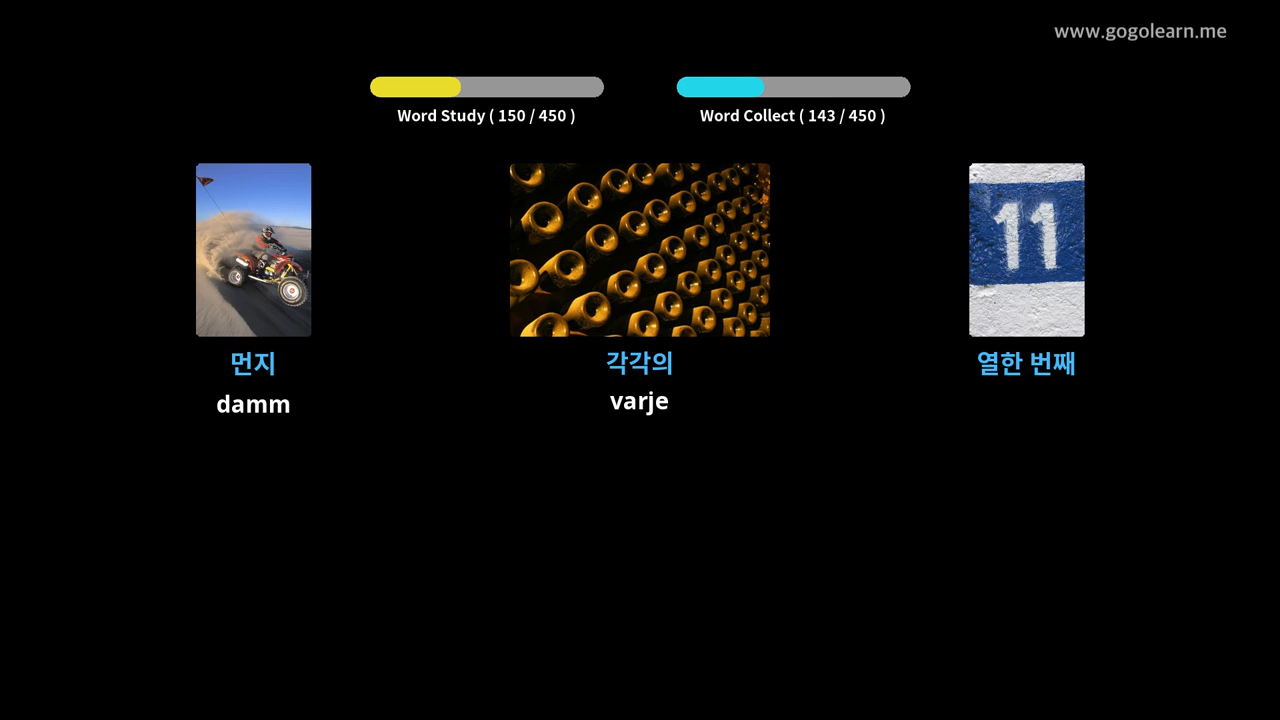 www.gogolearn.me
Word Study ( 150 / 450 )
Word Collect ( 143 / 450 )
11
먼지
각각의
열한 번째
damm
varje